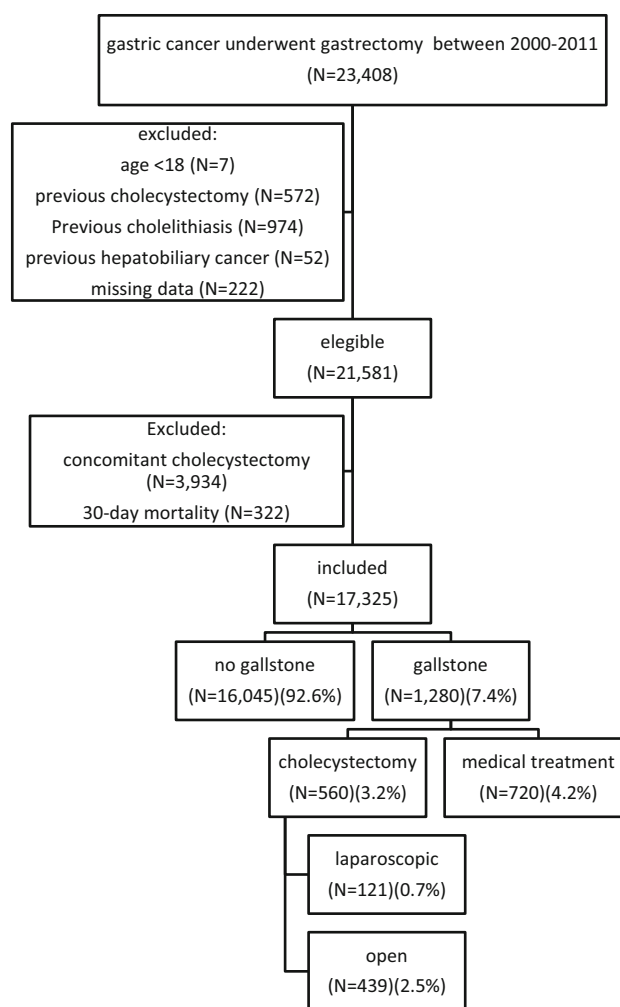 gastric cancer underwent gastrectomy between 2000-2011
(N=23,408)
excluded:
age <18 (N=7)
previous cholecystectomy (N=572)
Previous cholelithiasis (N=974)
previous hepatobiliary cancer (N=52)
missing data (N=222)
elegible
(N=21,581)
Excluded:
concomitant cholecystectomy
(N=3,934)
30-day mortality (N=322)
included
(N=17,325)
no gallstone
(N=16,045)(92.6%)
gallstone
(N=1,280)(7.4%)
cholecystectomy
(N=560)(3.2%)
medical treatment
(N=720)(4.2%)
laparoscopic
(N=121)(0.7%)
open
(N=439)(2.5%)